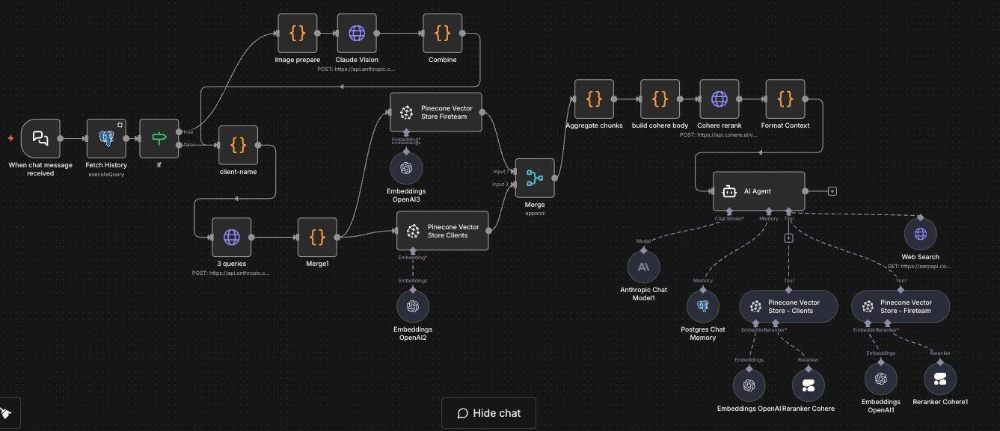 Image prepare
Claude Vision
POST: https://api.anthropic.c...
Combine
When chat message
received
Fetch History
executeQuery
If
true
false
client-name
3 queries
POST: https://api.anthropic.c...
Merge1
Pinecone Vector
Store Fireteam
Embedding*
Embeddings
Embeddings
OpenAI3
Pinecone Vector
Store Clients
Embedding*
Embeddings
Embeddings
OpenAI2
Input 1
Input 2
Merge
append
Aggregate chunks
build cohere body
Cohere rerank
POST: https://api.cohere.ai/v...
Format Context
AI Agent
Chat Model*
Memory
Tool
Model
Anthropic Chat
Model1
Memory
Postgres Chat
Memory
Tool
Pinecone Vector
Store - Clients
Reranker*
Embeddings
Embeddings OpenAI
Reranker
Reranker Cohere
Tool
Pinecone Vector
Store - Fireteam
Reranker*
Embeddings
Embeddings
OpenAI1
Reranker
Reranker Cohere1
Web Search
GET: https://serpapi.co...
Hide chat